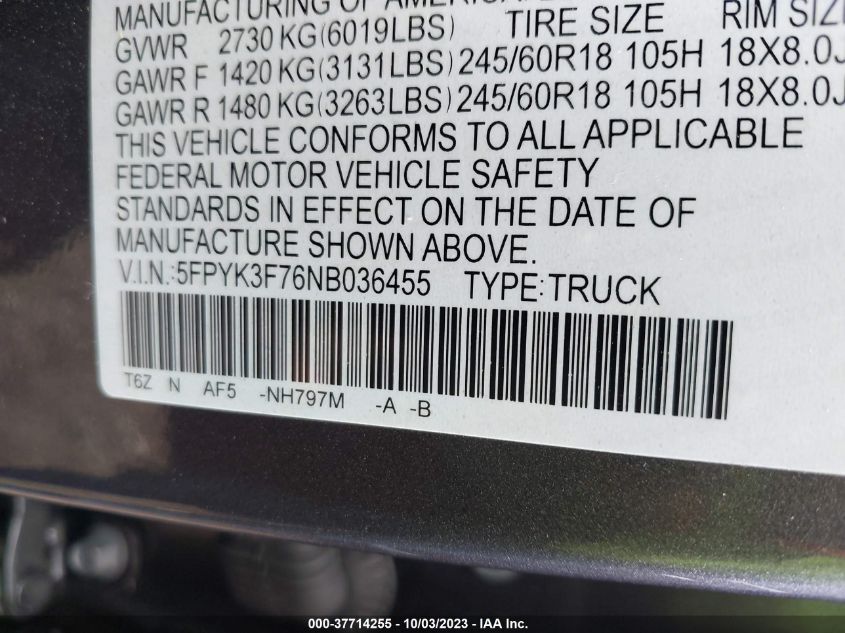 MANUFACTURING OF AMERICA
GVWR 2730 KG(6019LBS) TIRE SIZE RIM SIZE
GAWR F 1420 KG(3131LBS) 245/60R18 105H 18X8.0J
GAWR R 1480 KG(3263LBS) 245/60R18 105H 18X8.0J
THIS VEHICLE CONFORMS TO ALL APPLICABLE
FEDERAL MOTOR VEHICLE SAFETY
STANDARDS IN EFFECT ON THE DATE OF
MANUFACTURE SHOWN ABOVE.
V.I.N.:5FPYK3F76NB036455 TYPE:TRUCK
T6Z N AF5 -NH797M -A -B
000-37714255 - 10/03/2023 - IAA Inc.